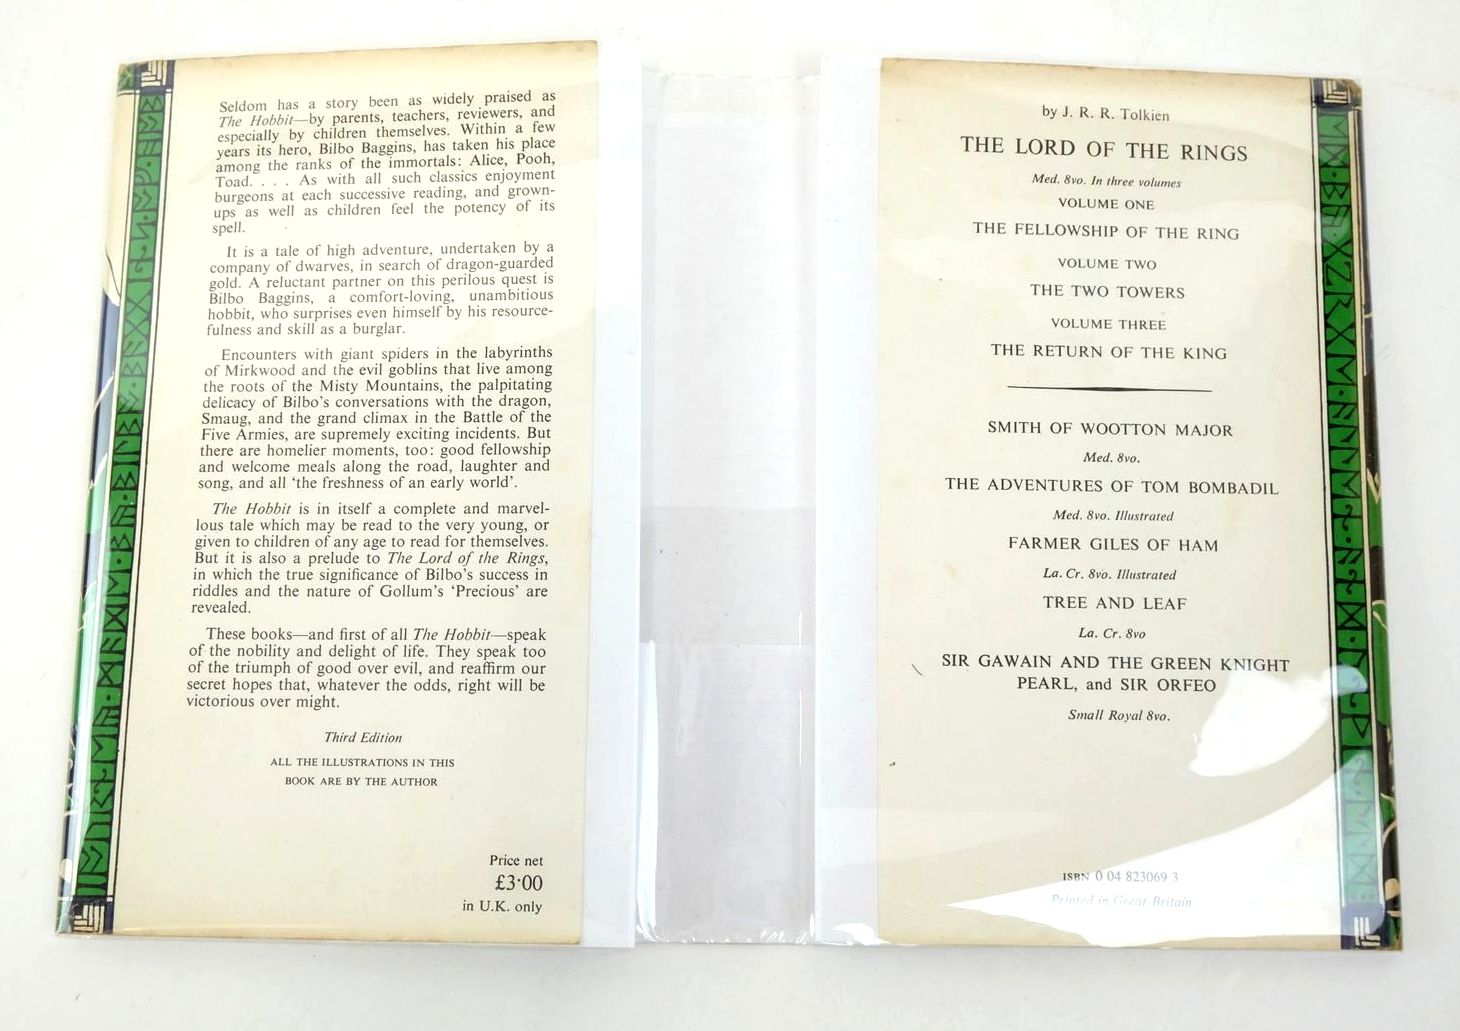 Seldom has a story been as widely praised as
The Hobbit—by parents, teachers, reviewers, and
especially by children themselves. Within a few
years its hero, Bilbo Baggins, has taken his place
among the ranks of the immortals: Alice, Pooh,
Toad. . . . As with all such classics enjoyment
burgeons at each successive reading, and grown-
ups as well as children feel the potency of its
spell.
It is a tale of high adventure, undertaken by a
company of dwarves, in search of dragon-guarded
gold. A reluctant partner on this perilous quest is
Bilbo Baggins, a comfort-loving, unambitious
hobbit, who surprises even himself by his resource-
fulness and skill as a burglar.
Encounters with giant spiders in the labyrinths
of Mirkwood and the evil goblins that live among
the roots of the Misty Mountains, the palpitating
delicacy of Bilbo's conversations with the dragon,
Smaug, and the grand climax in the Battle of the
Five Armies, are supremely exciting incidents. But
there are homelier moments, too: good fellowship
and welcome meals along the road, laughter and
song, and all 'the freshness of an early world'.
The Hobbit is in itself a complete and marvel-
lous tale which may be read to the very young, or
given to children of any age to read for themselves.
But it is also a prelude to The Lord of the Rings,
in which the true significance of Bilbo's success in
riddles and the nature of Gollum's 'Precious' are
revealed.
These books—and first of all The Hobbit—speak
of the nobility and delight of life. They speak too
of the triumph of good over evil, and reaffirm our
secret hopes that, whatever the odds, right will be
victorious over might.
Third Edition
ALL THE ILLUSTRATIONS IN THIS
BOOK ARE BY THE AUTHOR
Price net
£3·00
in U.K. only
by J. R. R. Tolkien
THE LORD OF THE RINGS
Med. 8vo. In three volumes
VOLUME ONE
THE FELLOWSHIP OF THE RING
VOLUME TWO
THE TWO TOWERS
VOLUME THREE
THE RETURN OF THE KING
SMITH OF WOOTTON MAJOR
Med. 8vo.
THE ADVENTURES OF TOM BOMBADIL
Med. 8vo. Illustrated
FARMER GILES OF HAM
La. Cr. 8vo. Illustrated
TREE AND LEAF
La. Cr. 8vo
SIR GAWAIN AND THE GREEN KNIGHT
PEARL, and SIR ORFEO
Small Royal 8vo.
ISBN 0 04 823069 3
Printed in Great Britain